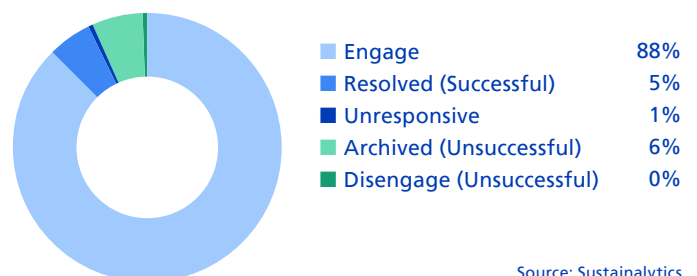 Engage 88%
Resolved (Successful) 5%
Unresponsive 1%
Archived (Unsuccessful) 6%
Disengage (Unsuccessful) 0%
Source: Sustainalytics